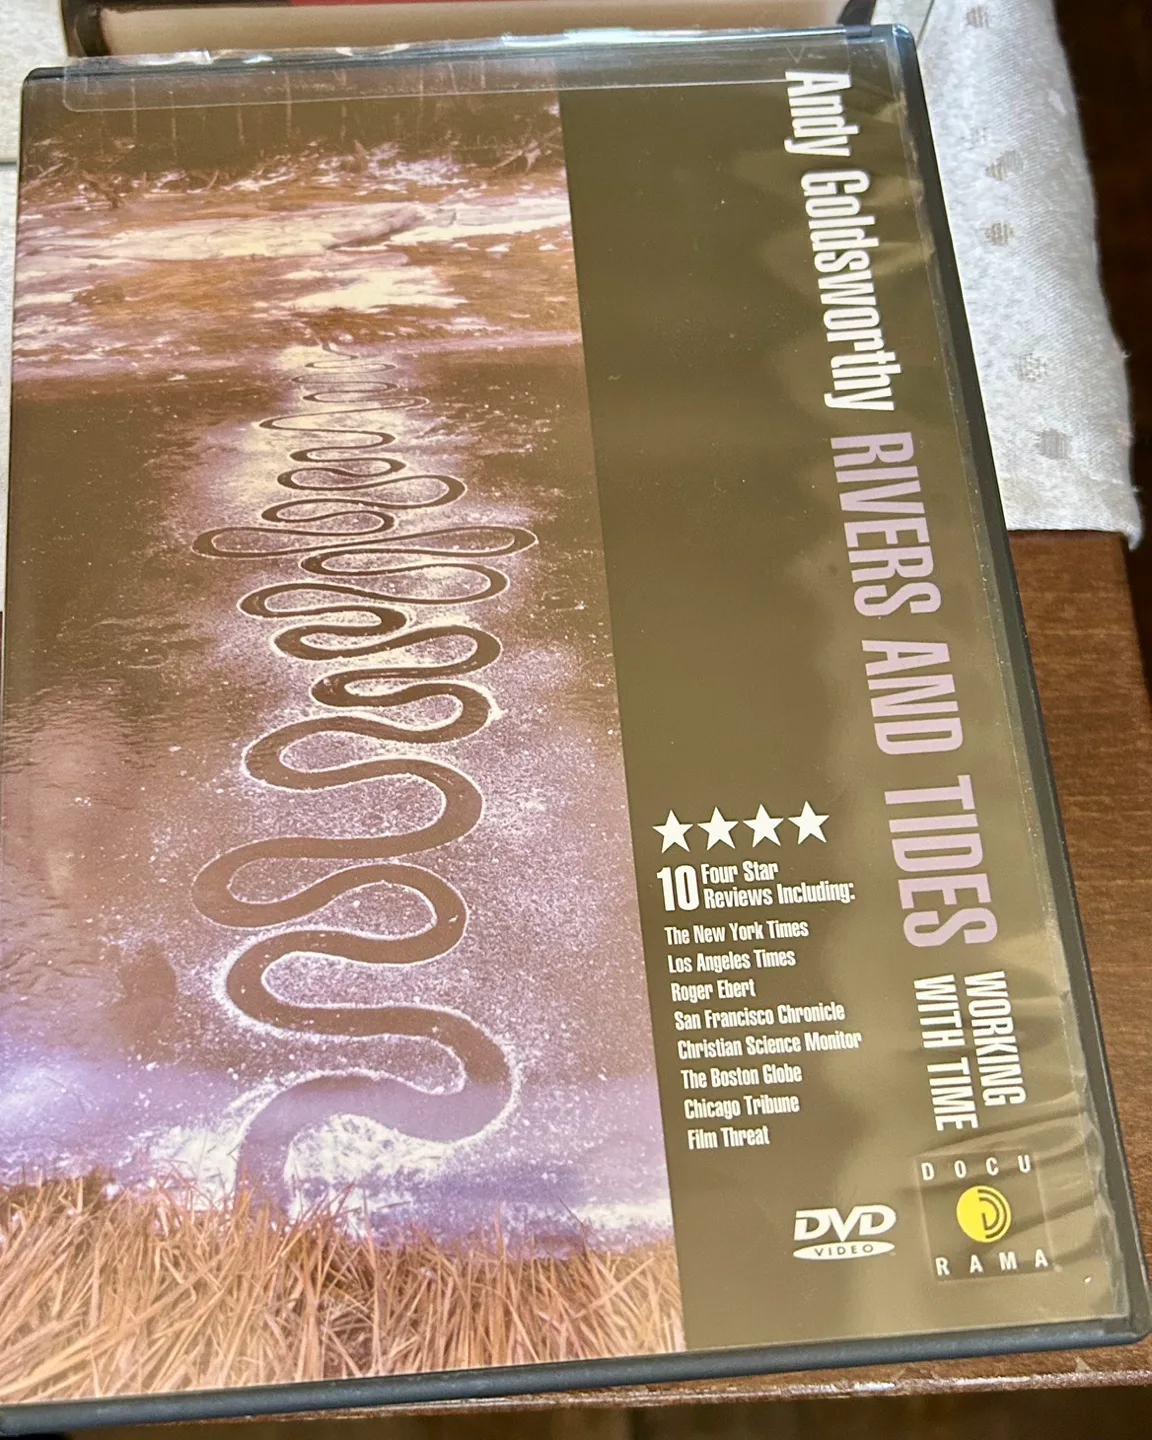 Andy Goldsworthy RIVERS AND TIDES
WORKING
WITH TIME
10 Four Star
Reviews Including:
The New York Times
Los Angeles Times
Roger Ebert
San Francisco Chronicle
Christian Science Monitor
The Boston Globe
Chicago Tribune
Film Threat
DVD
VIDEO
DOCU
RAMA